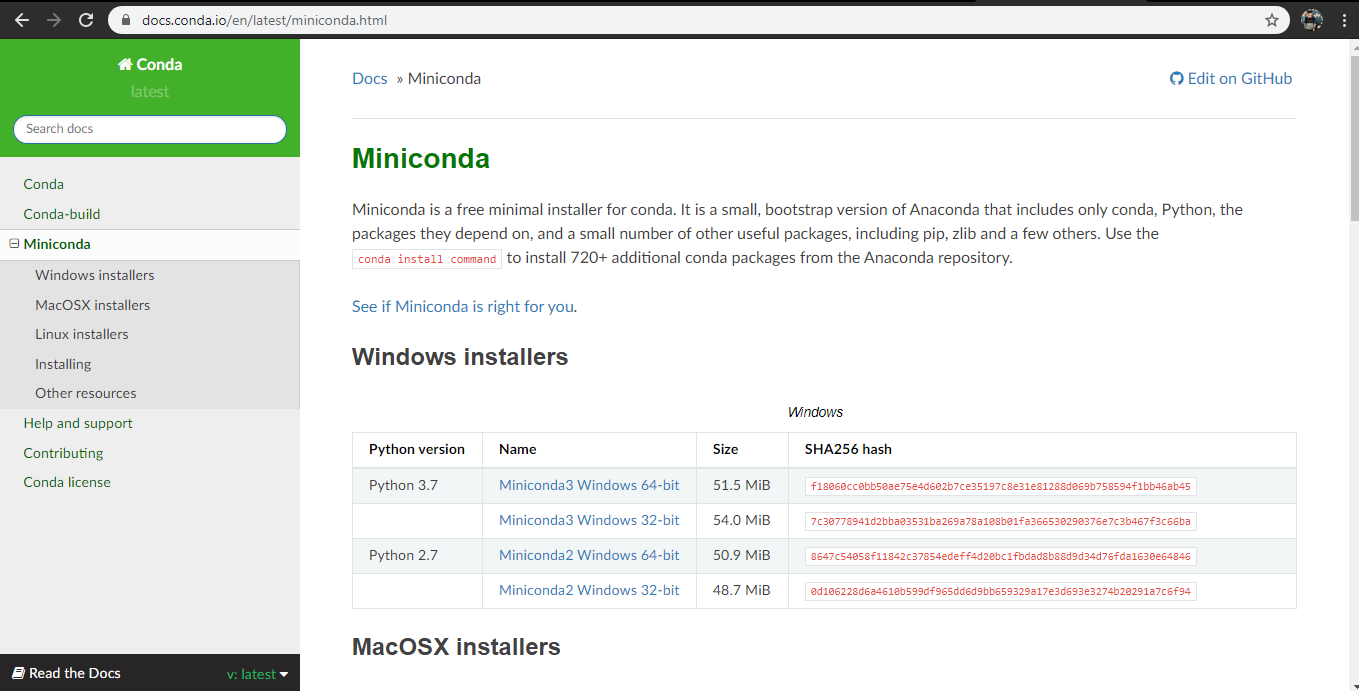 docs.conda.io/en/latest/miniconda.html
Conda
latest
Search docs
Conda
Conda-build
Miniconda
Windows installers
MacOSX installers
Linux installers
Installing
Other resources
Help and support
Contributing
Conda license
Read the Docs
v: latest
Docs » Miniconda
Edit on GitHub
Miniconda
Miniconda is a free minimal installer for conda. It is a small, bootstrap version of Anaconda that includes only conda, Python, the
packages they depend on, and a small number of other useful packages, including pip, zlib and a few others. Use the
conda install command to install 720+ additional conda packages from the Anaconda repository.
See if Miniconda is right for you.
Windows installers
Windows
Python version Name Size SHA256 hash
Python 3.7 Miniconda3 Windows 64-bit 51.5 MiB f18060cc0bb50ae75e4d602b7ce35197c8e31e81288d069b758594f1bb46ab45
Miniconda3 Windows 32-bit 54.0 MiB 7c30778941d2bba03531ba269a78a108b01fa366530290376e7c3b467f3c66ba
Python 2.7 Miniconda2 Windows 64-bit 50.9 MiB 8647c54058f11842c37854edeff4d20bc1fbdad8b88d9d34d76fda1630e64846
Miniconda2 Windows 32-bit 48.7 MiB 0d106228d6a4610b599df965dd6d9bb659329a17e3d693e3274b20291a7c6f94
MacOSX installers